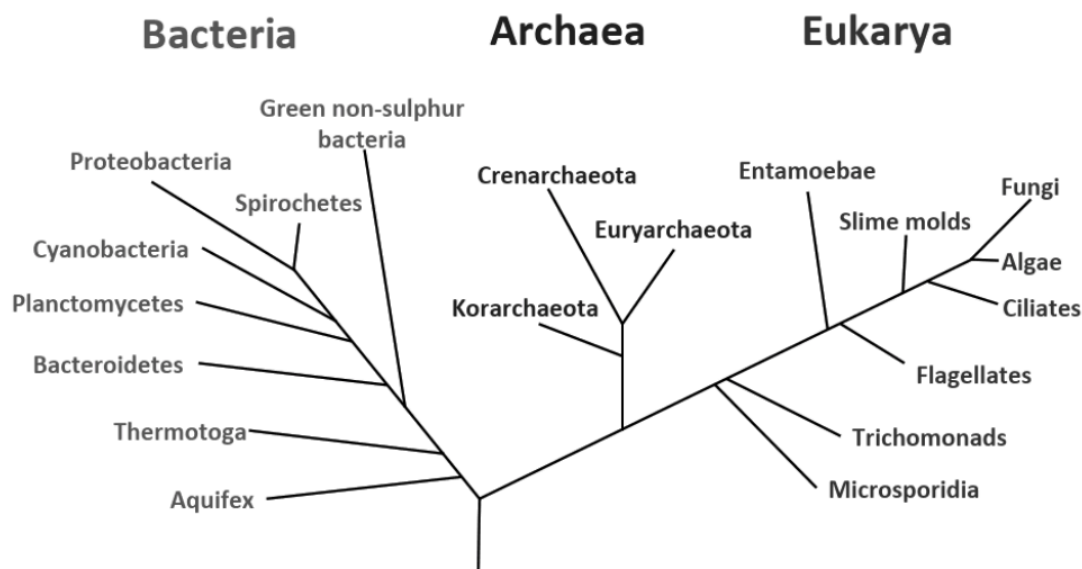 Bacteria
Archaea
Eukarya
Green non-sulphur
bacteria
Proteobacteria
Spirochetes
Cyanobacteria
Planctomycetes
Bacteroidetes
Thermotoga
Aquifex
Crenarchaeota
Euryarchaeota
Korarchaeota
Entamoebae
Slime molds
Fungi
Algae
Ciliates
Flagellates
Trichomonads
Microsporidia